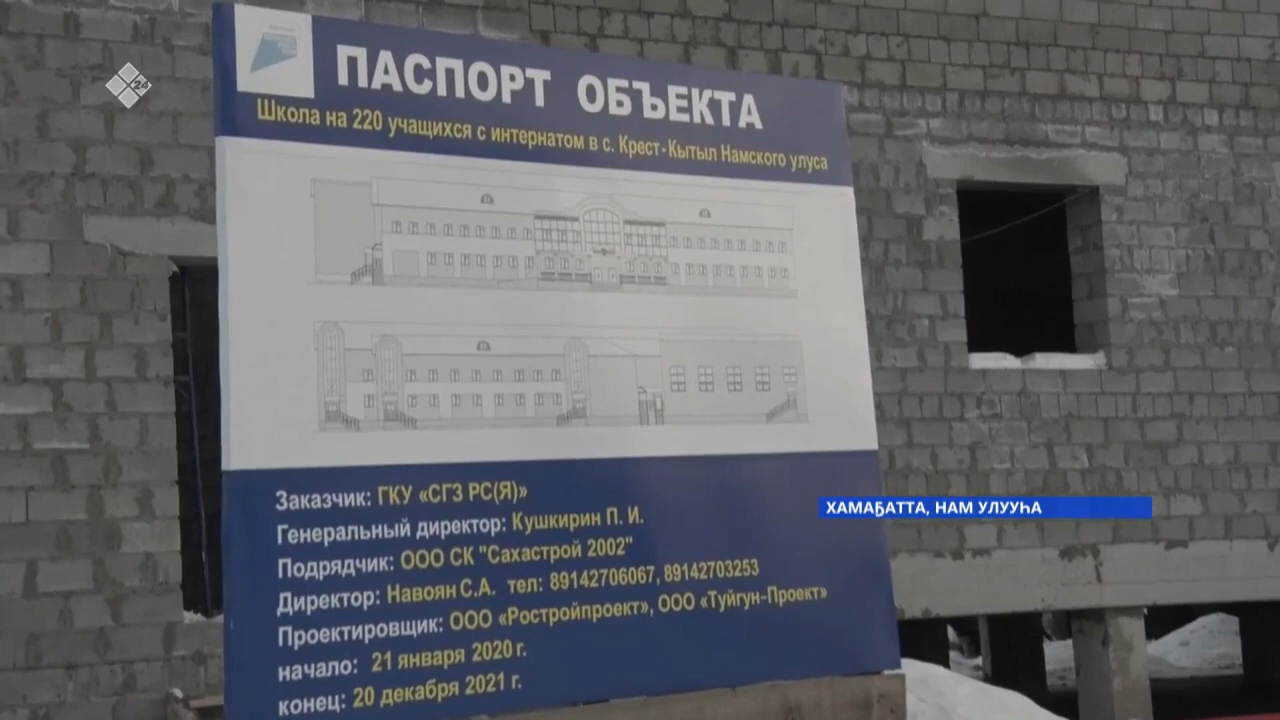 24
ПАСПОРТ ОБЪЕКТА
Школа на 220 учащихся с интернатом в с. Крест-Кытыл Намского улуса
Заказчик: ГКУ «СГЗ РС(Я)»
Генеральный директор: Кушкирин П. И.
Подрядчик: ООО СК "Сахастрой 2002"
Директор: Навоян С.А. тел: 89142706067, 89142703253
Проектировщик: ООО «Ростройпроект», ООО «Туйгун-Проект»
начало: 21 января 2020 г.
конец: 20 декабря 2021 г.
ХАМАҔАТТА, НАМ УЛУУҺА